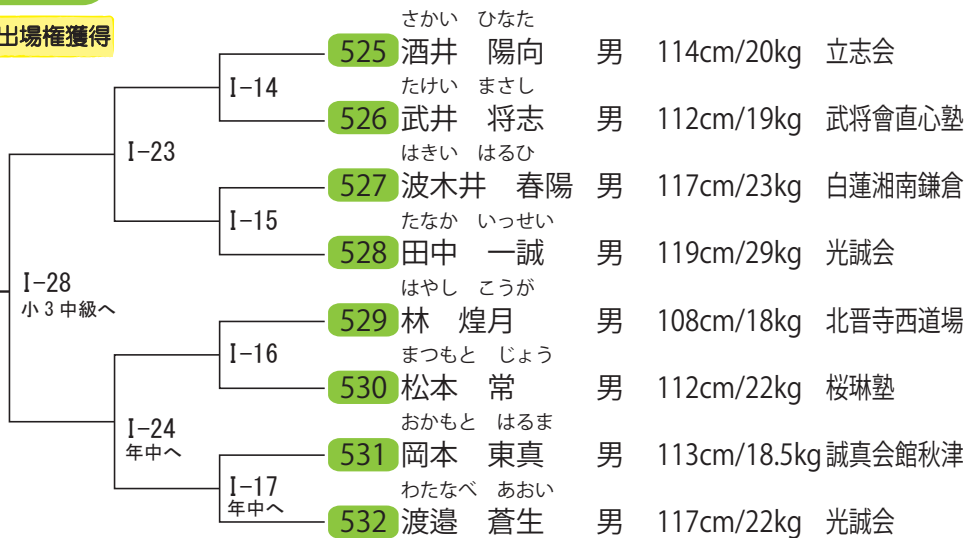 出場権獲得
さかい ひなた
525 酒井 陽向 男 114cm/20kg 立志会
I-14
たけい まさし
526 武井 将志 男 112cm/19kg 武将會直心塾
I-23
はきい はるひ
527 波木井 春陽 男 117cm/23kg 白蓮湘南鎌倉
I-15
たなか いっせい
528 田中 一誠 男 119cm/29kg 光誠会
I-28
小3中級へ
はやし こうが
529 林 煌月 男 108cm/18kg 北晋寺西道場
I-16
まつもと じょう
530 松本 常 男 112cm/22kg 桜琳塾
I-24
年中へ
おかもと はるま
531 岡本 東真 男 113cm/18.5kg 誠真会館秋津
I-17
年中へ
わたなべ あおい
532 渡邉 蒼生 男 117cm/22kg 光誠会